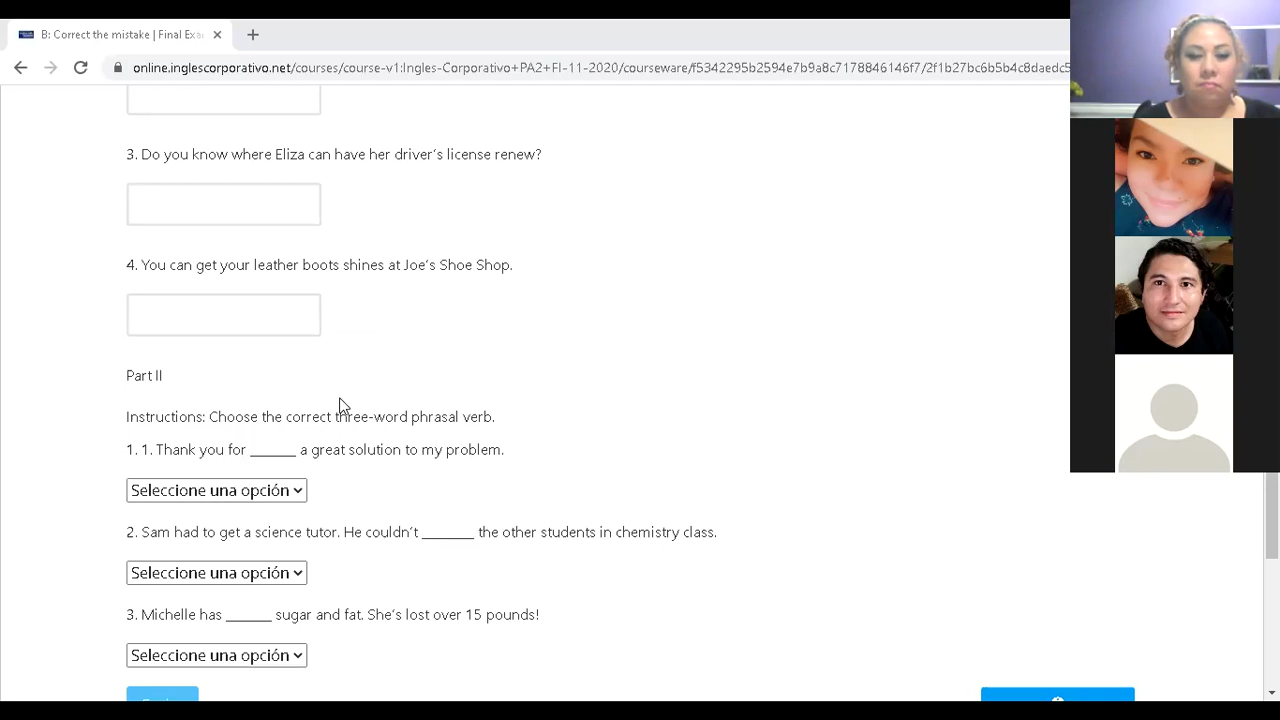 B: Correct the mistake | Final Exa
online.inglescorporativo.net/courses/course-v1:Ingles-Corporativo+PA2+FI-11-2020/courseware/f5342295b2594e7b9a8c7178846146f7/2f1b27bc6b5b4c8daedc5
3. Do you know where Eliza can have her driver's license renew?
4. You can get your leather boots shines at Joe's Shoe Shop.
Part II
Instructions: Choose the correct three-word phrasal verb.
1. 1. Thank you for ______ a great solution to my problem.
Seleccione una opción
2. Sam had to get a science tutor. He couldn't _______ the other students in chemistry class.
Seleccione una opción
3. Michelle has ______ sugar and fat. She's lost over 15 pounds!
Seleccione una opción